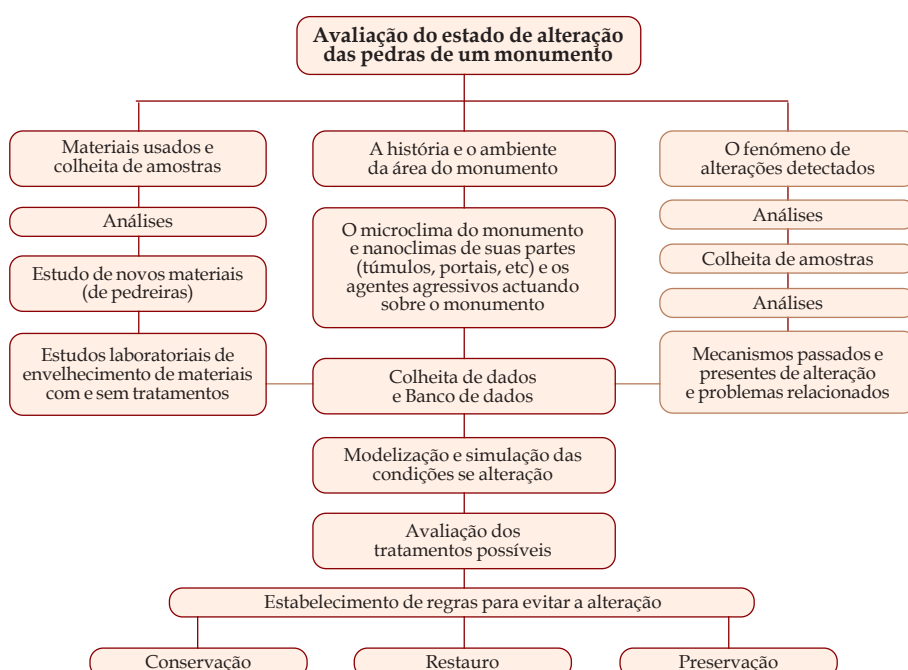 Avaliação do estado de alteração
das pedras de um monumento
Materiais usados e
colheita de amostras
A história e o ambiente
da área do monumento
O fenómeno de
alterações detectados
Análises
Estudo de novos materiais
(de pedreiras)
Estudos laboratoriais de
envelhecimento de materiais
com e sem tratamentos
O microclima do monumento
e nanoclimas de suas partes
(túmulos, portais, etc) e os
agentes agressivos actuando
sobre o monumento
Análises
Colheita de amostras
Análises
Mecanismos passados e
presentes de alteração
e problemas relacionados
Colheita de dados
e Banco de dados
Modelização e simulação das
condições se alteração
Avaliação dos
tratamentos possíveis
Estabelecimento de regras para evitar a alteração
Conservação
Restauro
Preservação